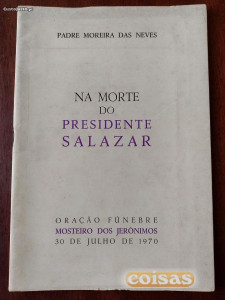 PADRE MOREIRA DAS NEVES
NA MORTE
DO
PRESIDENTE
SALAZAR
ORAÇÃO FÚNEBRE
MOSTEIRO DOS JERÓNIMOS
30 DE JULHO DE 1970
coisas